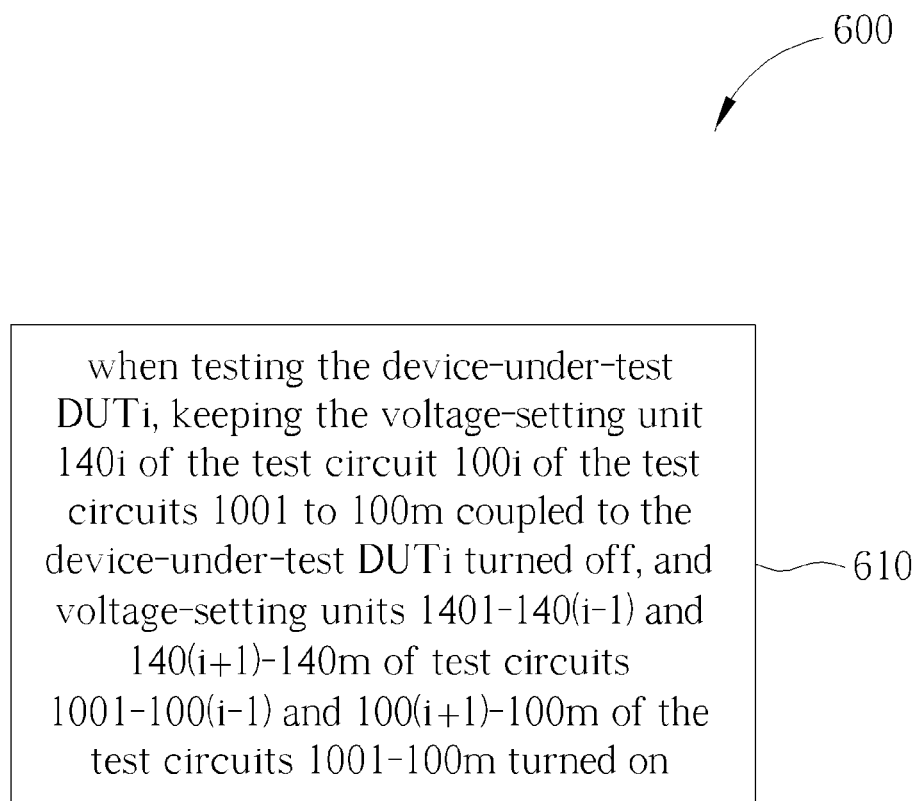 600
when testing the device-under-test
DUTi, keeping the voltage-setting unit
140i of the test circuit 100i of the test
circuits 1001 to 100m coupled to the
device-under-test DUTi turned off, and
voltage-setting units 1401-140(i-1) and
140(i+1)-140m of test circuits
1001-100(i-1) and 100(i+1)-100m of the
test circuits 1001-100m turned on
610